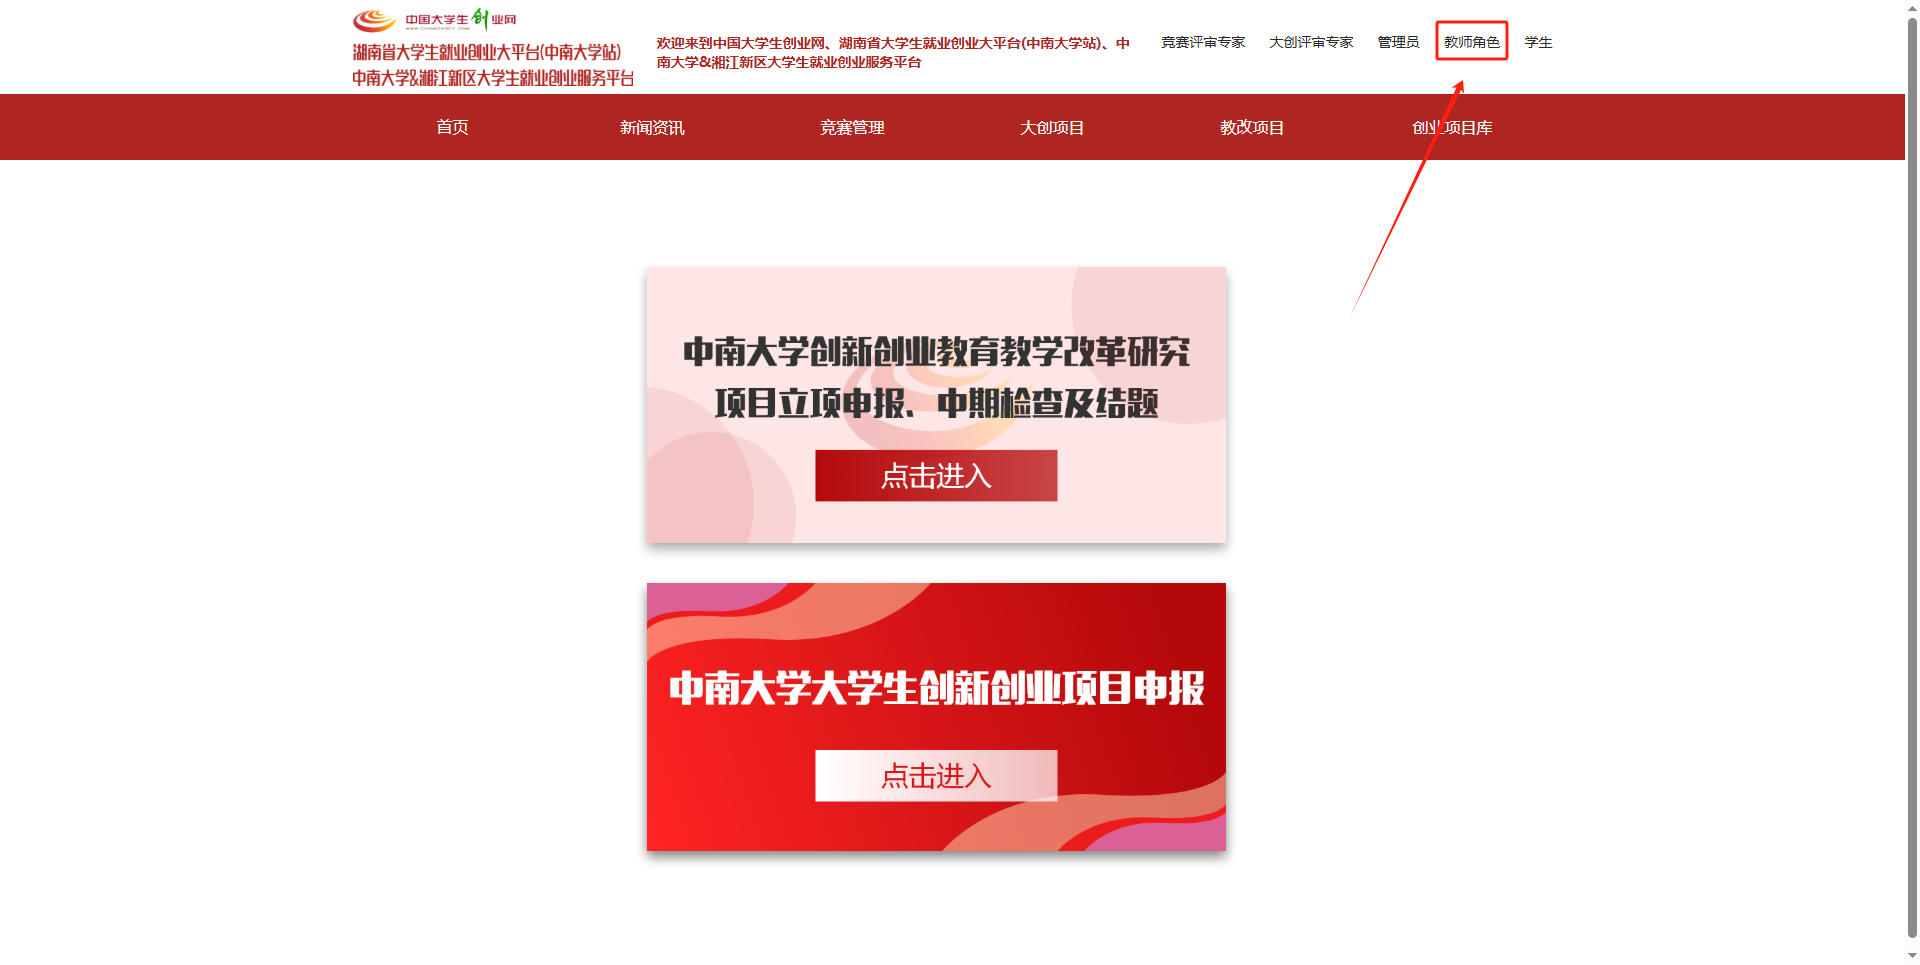 中国大学生创业网
湖南省大学生就业创业大平台(中南大学站)
中南大学&湘江新区大学生就业创业服务平台
欢迎来到中国大学生创业网、湖南省大学生就业创业大平台(中南大学站)、中
南大学&湘江新区大学生就业创业服务平台
竞赛评审专家 大创评审专家 管理员 教师角色 学生
首页 新闻资讯 竞赛管理 大创项目 教改项目 创业项目库
中南大学创新创业教育教学改革研究
项目立项申报、中期检查及结题
点击进入
中南大学大学生创新创业项目申报
点击进入